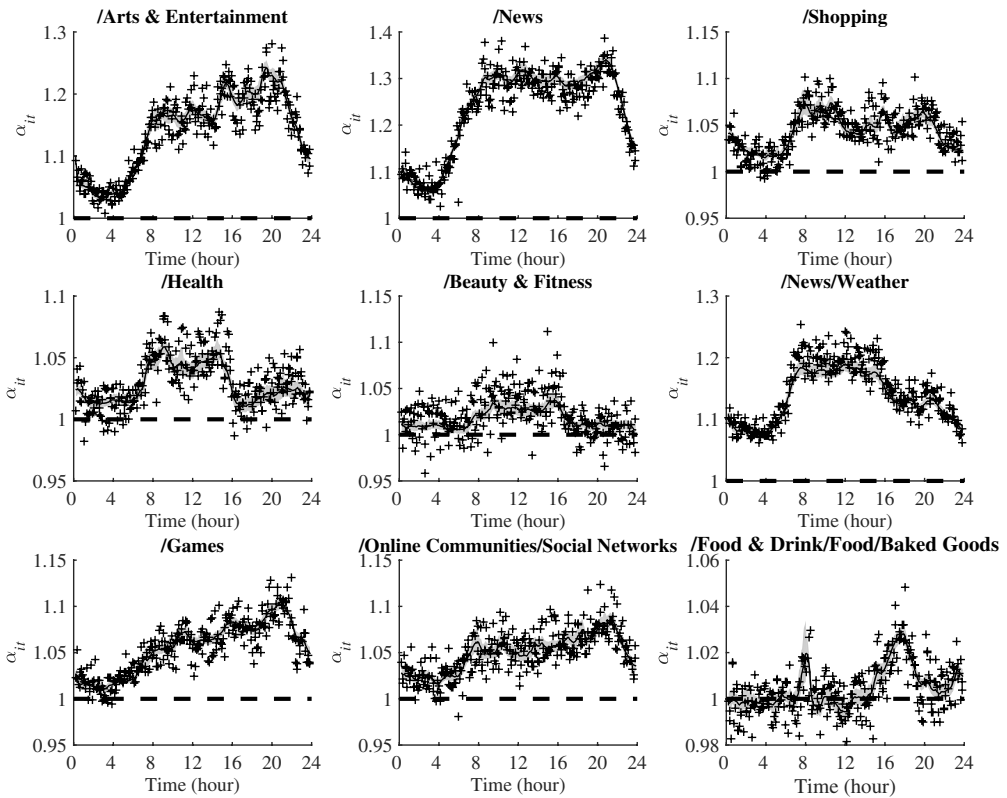 /Arts & Entertainment
1.3
1.2
1.1
1
α_it
0 4 8 12 16 20 24
Time (hour)
/News
1.4
1.3
1.2
1.1
1
α_it
0 4 8 12 16 20 24
Time (hour)
/Shopping
1.15
1.1
1.05
1
0.95
α_it
0 4 8 12 16 20 24
Time (hour)
/Health
1.1
1.05
1
0.95
α_it
0 4 8 12 16 20 24
Time (hour)
/Beauty & Fitness
1.15
1.1
1.05
1
0.95
α_it
0 4 8 12 16 20 24
Time (hour)
/News/Weather
1.3
1.2
1.1
1
α_it
0 4 8 12 16 20 24
Time (hour)
/Games
1.15
1.1
1.05
1
0.95
α_it
0 4 8 12 16 20 24
Time (hour)
/Online Communities/Social Networks
1.15
1.1
1.05
1
0.95
α_it
0 4 8 12 16 20 24
Time (hour)
/Food & Drink/Food/Baked Goods
1.06
1.04
1.02
1
0.98
α_it
0 4 8 12 16 20 24
Time (hour)